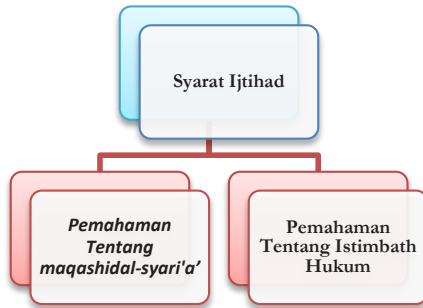 Syarat Ijtihad
Pemahaman
Tentang
maqashidal-syari'a’
Pemahaman
Tentang Istimbath
Hukum